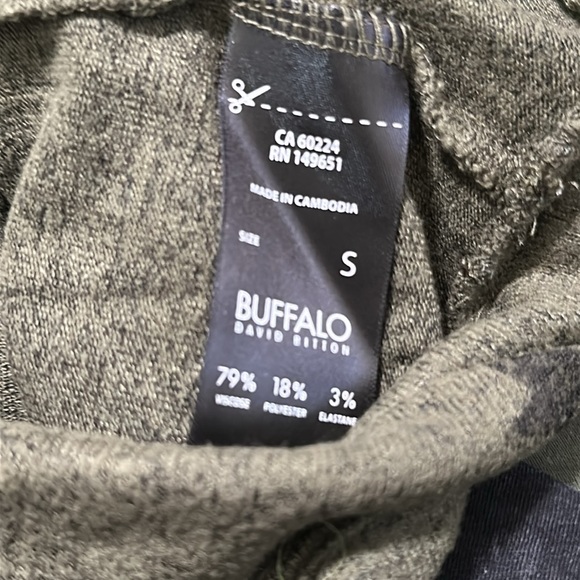 CA 60224
RN 149651
MADE IN CAMBODIA
SIZE
S
BUFFALO
DAVID BITTON
79% 18% 3%
VISCOSE POLYESTER ELASTANE